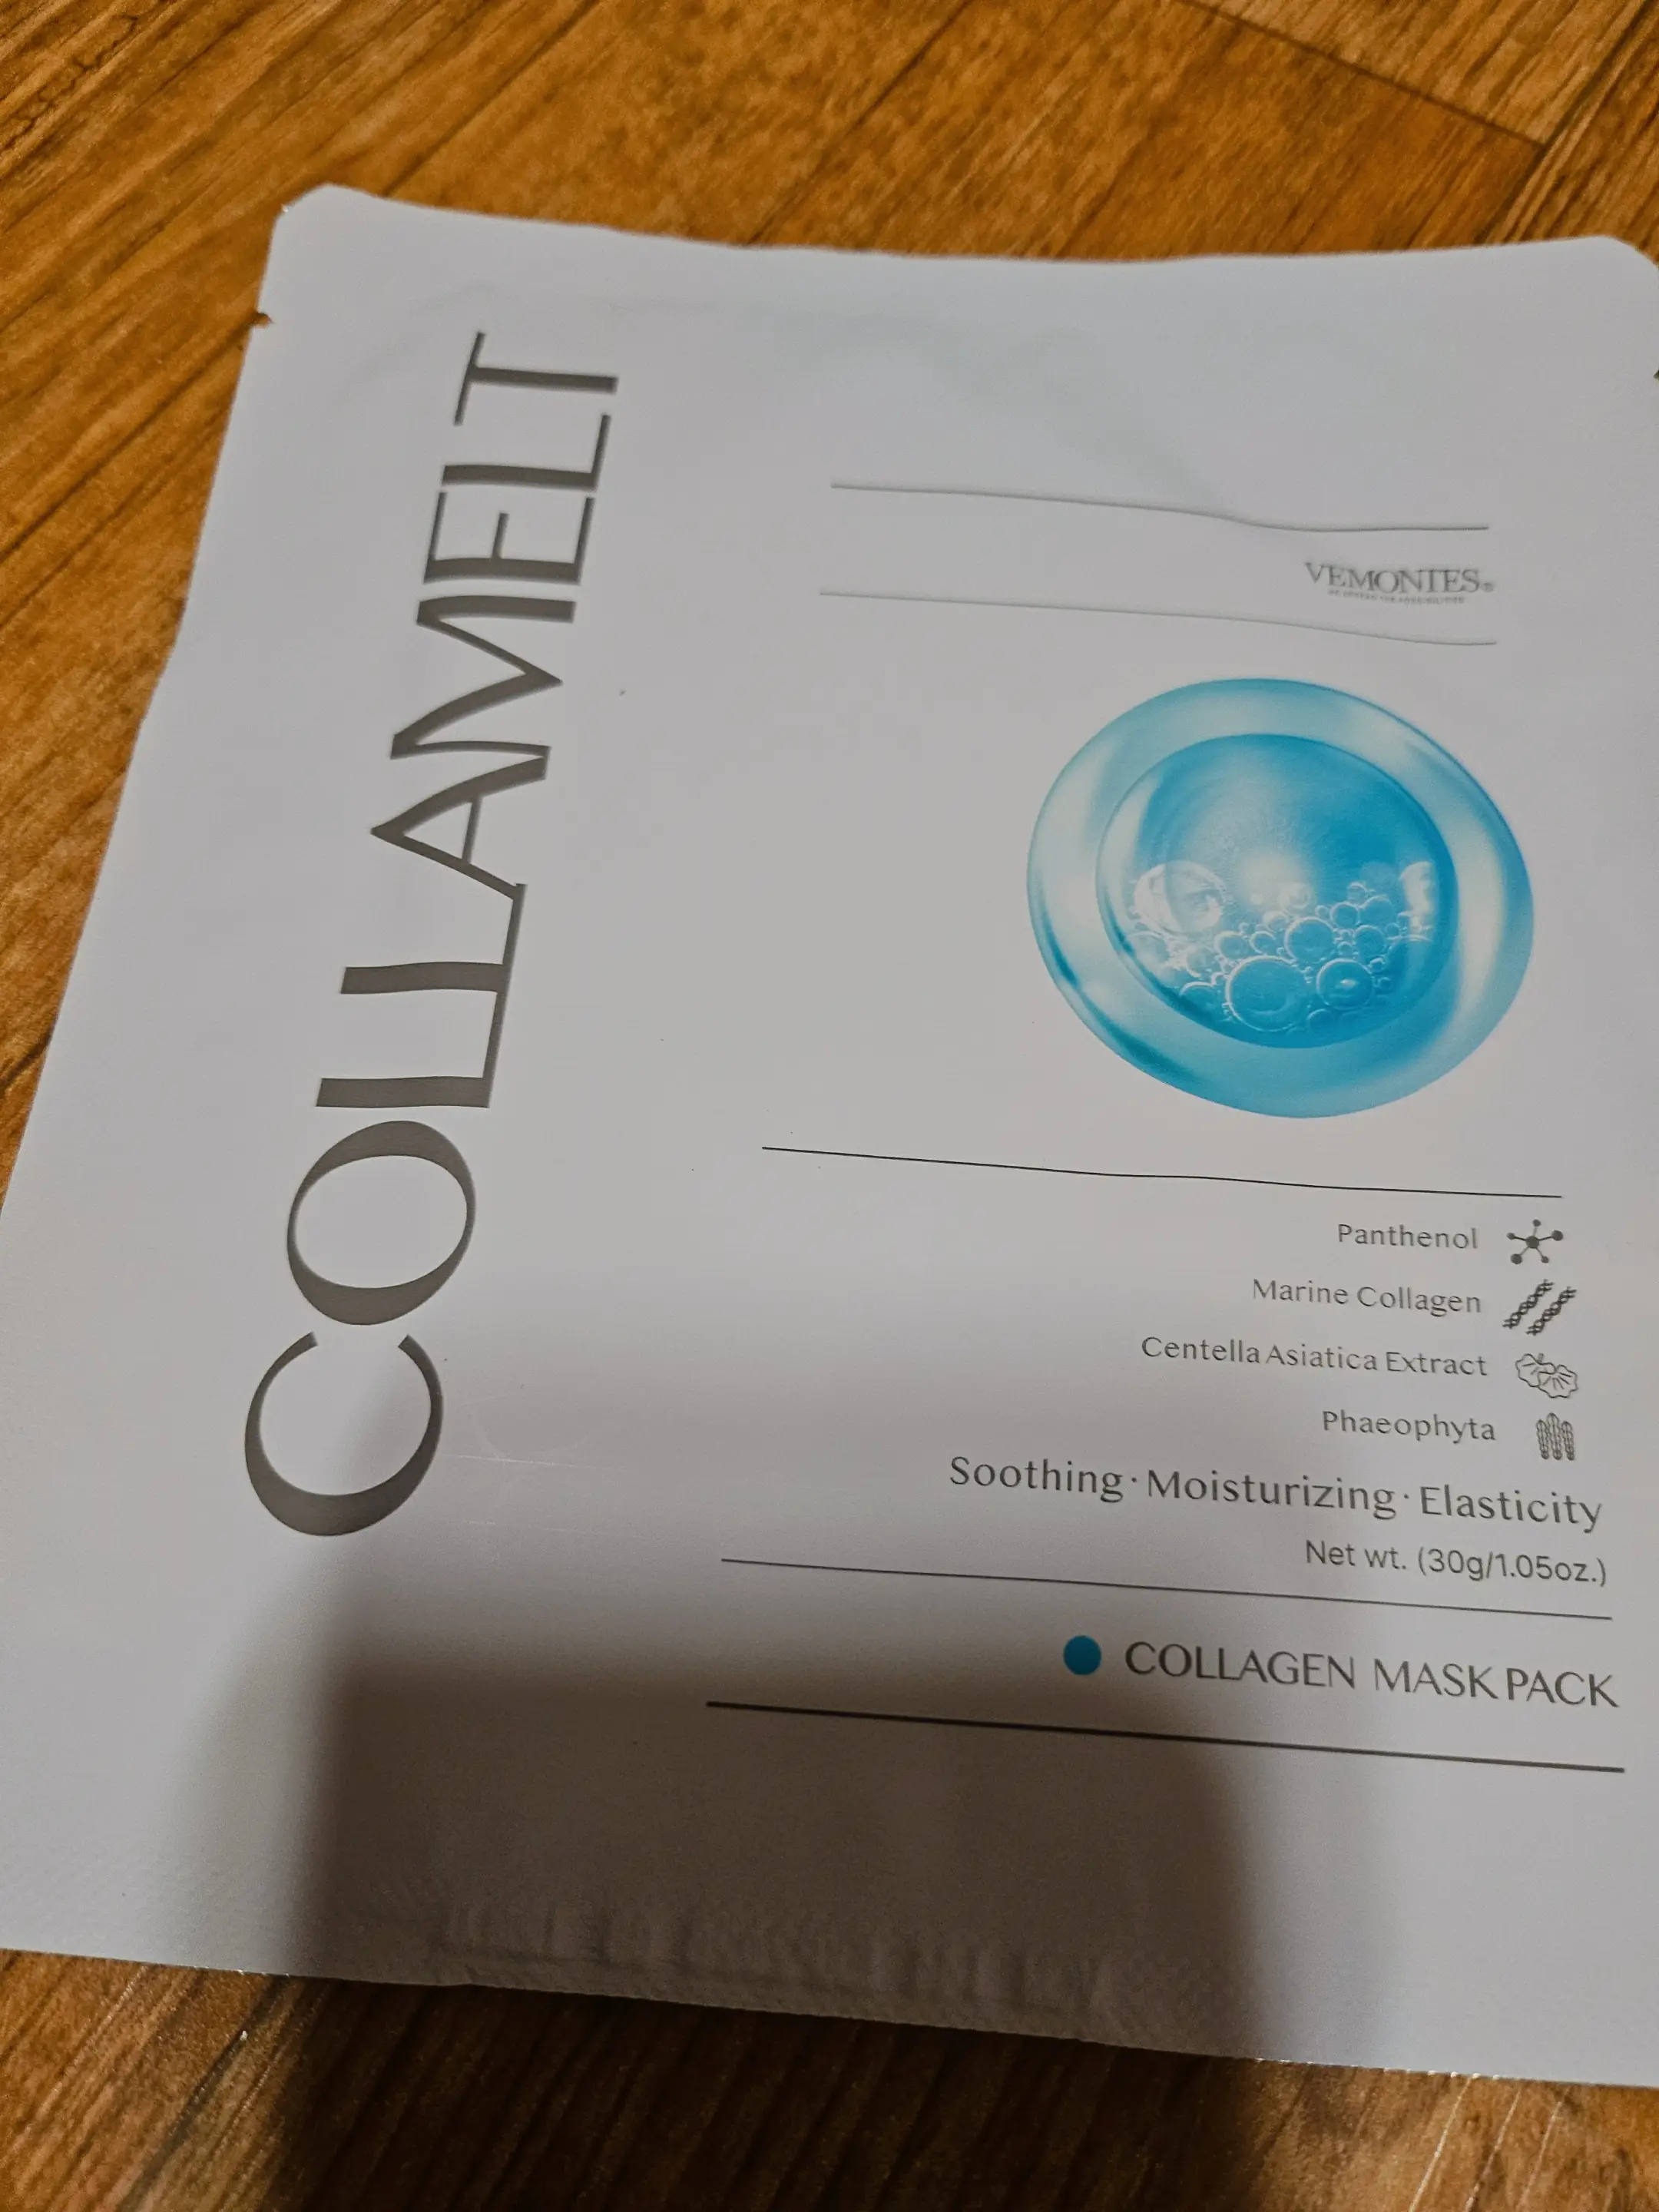 COLLAMELT
VEMONTES®
Panthenol
Marine Collagen
Centella Asiatica Extract
Phaeophyta
Soothing · Moisturizing · Elasticity
Net wt. (30g/1.05oz.)
COLLAGEN MASK PACK